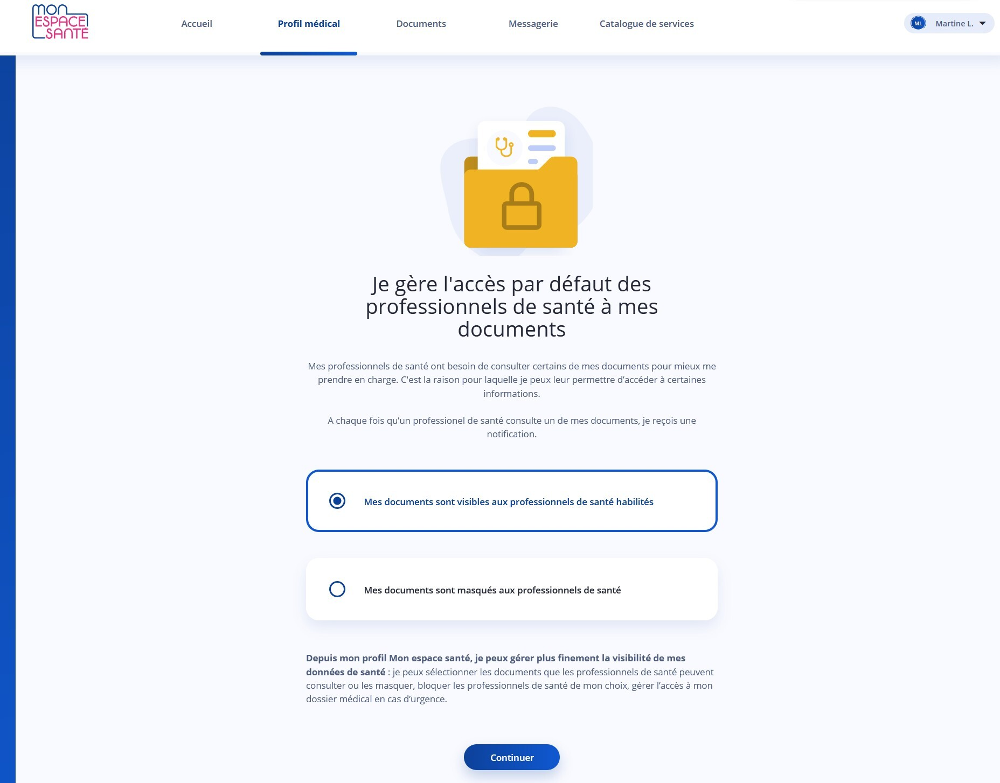 mon
ESPACE
SANTÉ
Accueil
Profil médical
Documents
Messagerie
Catalogue de services
ML
Martine L.
Je gère l'accès par défaut des
professionnels de santé à mes
documents
Mes professionnels de santé ont besoin de consulter certains de mes documents pour mieux me
prendre en charge. C'est la raison pour laquelle je peux leur permettre d’accéder à certaines
informations.
A chaque fois qu’un professionel de santé consulte un de mes documents, je reçois une
notification.
Mes documents sont visibles aux professionnels de santé habilités
Mes documents sont masqués aux professionnels de santé
Depuis mon profil Mon espace santé, je peux gérer plus finement la visibilité de mes
données de santé : je peux sélectionner les documents que les professionnels de santé peuvent
consulter ou les masquer, bloquer les professionnels de santé de mon choix, gérer l’accès à mon
dossier médical en cas d’urgence.
Continuer